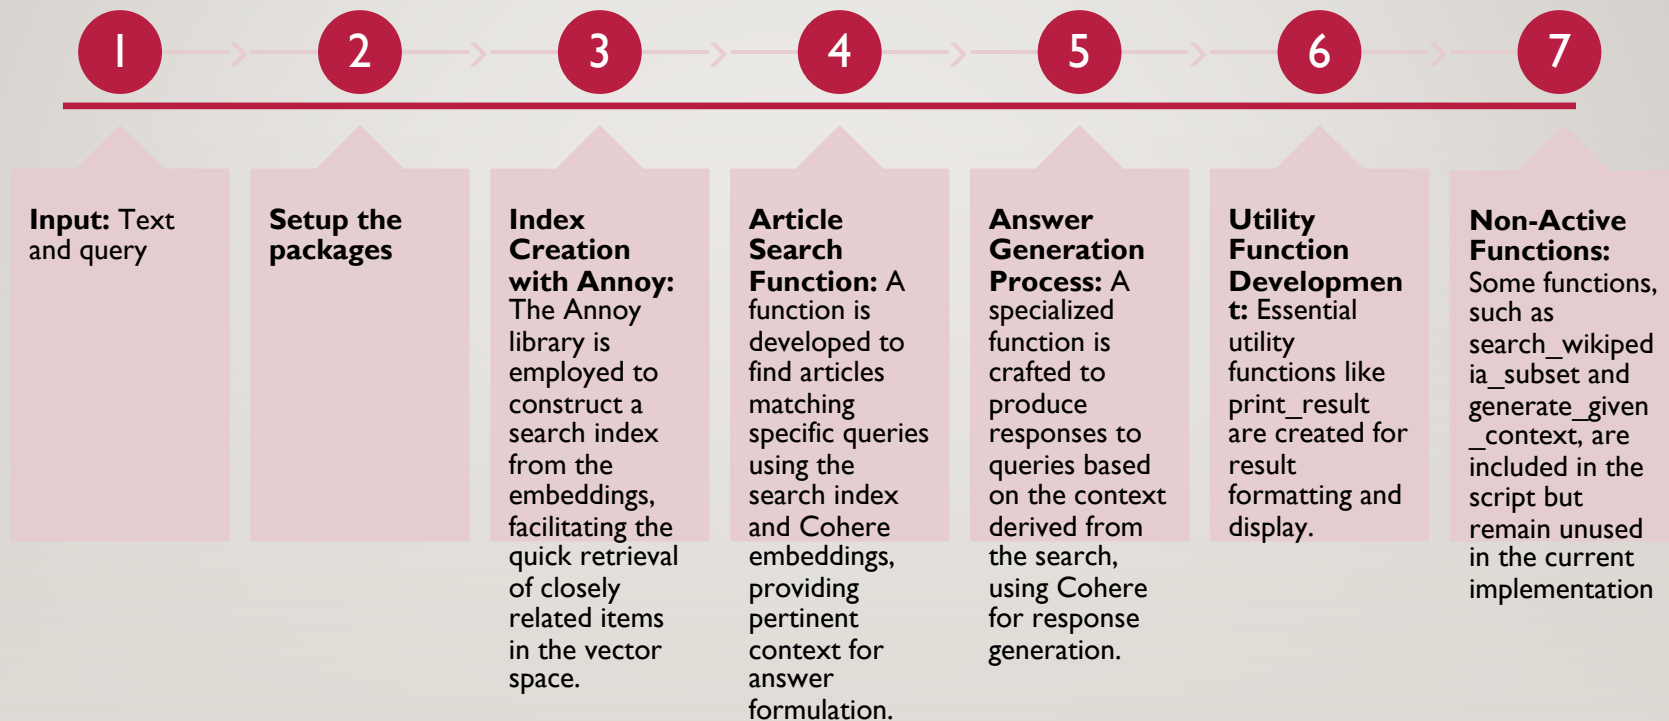 1
2
3
4
5
6
7
Input: Text
and query
Setup the
packages
Index
Creation
with Annoy:
The Annoy
library is
employed to
construct a
search index
from the
embeddings,
facilitating the
quick retrieval
of closely
related items
in the vector
space.
Article
Search
Function: A
function is
developed to
find articles
matching
specific queries
using the
search index
and Cohere
embeddings,
providing
pertinent
context for
answer
formulation.
Answer
Generation
Process: A
specialized
function is
crafted to
produce
responses to
queries based
on the context
derived from
the search,
using Cohere
for response
generation.
Utility
Function
Developmen
t: Essential
utility
functions like
print_result
are created for
result
formatting and
display.
Non-Active
Functions:
Some functions,
such as
search_wikiped
ia_subset and
generate_given
_context, are
included in the
script but
remain unused
in the current
implementation